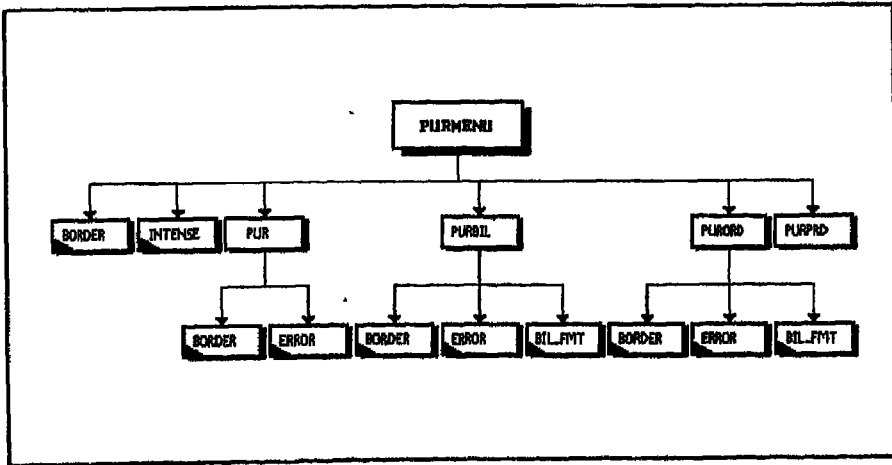 PURMENU
BORDER INTENSE PUR PURBIL PURORD PURPRD
BORDER ERROR BORDER ERROR BIL_FMT BORDER ERROR BIL_FMT